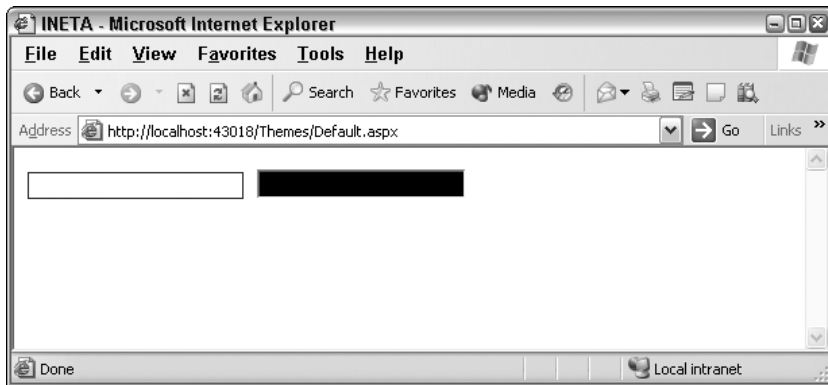 INETA - Microsoft Internet Explorer
File Edit View Favorites Tools Help
Back Search Favorites Media
Address http://localhost:43018/Themes/Default.aspx Go Links »
Done Local intranet